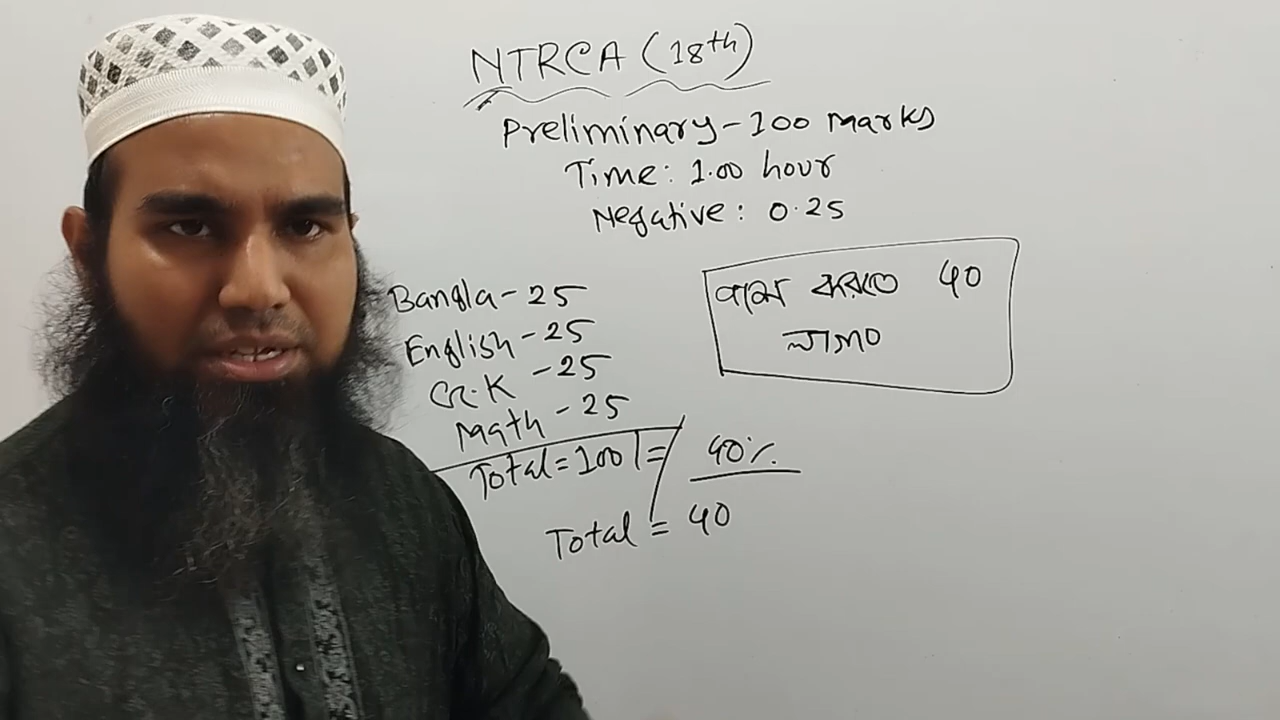 NTRCA (18th)
Preliminary - 100 Marks
Time: 1.00 hour
Negative: 0.25
Bangla - 25
English - 25
G.K - 25
Math - 25
Total = 100 =
40%
Total = 40
পাস করতে 40
লাগে